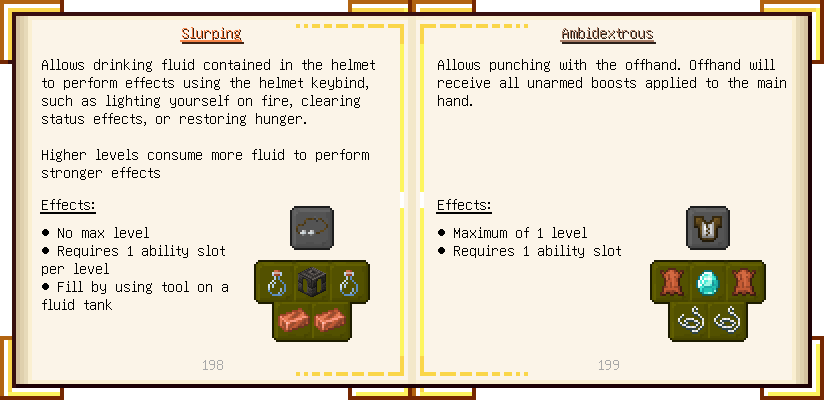 Slurping
Allows drinking fluid contained in the helmet
to perform effects using the helmet keybind,
such as lighting yourself on fire, clearing
status effects, or restoring hunger.
Higher levels consume more fluid to perform
stronger effects
Effects:
● No max level
● Requires 1 ability slot
per level
● Fill by using tool on a
fluid tank
198
Ambidextrous
Allows punching with the offhand. Offhand will
receive all unarmed boosts applied to the main
hand.
Effects:
● Maximum of 1 level
● Requires 1 ability slot
199